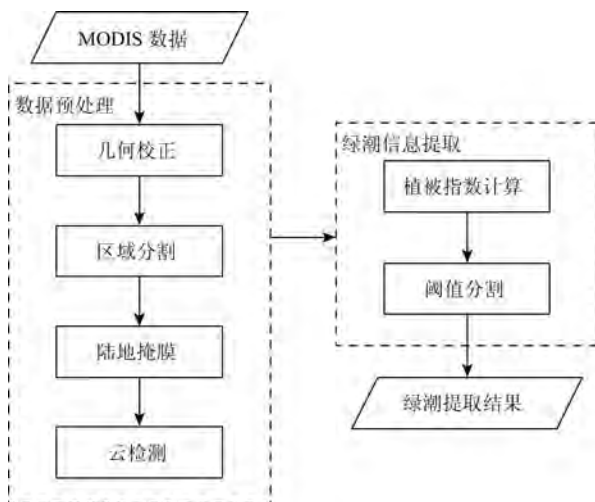 MODIS 数据
数据预处理
几何校正
区域分割
陆地掩膜
云检测
绿潮信息提取
植被指数计算
阈值分割
绿潮提取结果